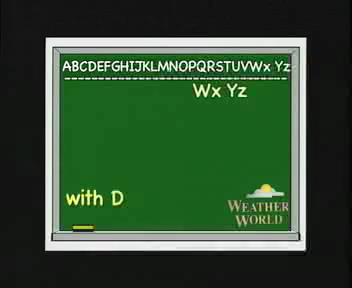 ABCDEFGHIJKLMNOPQRSTUVWx Yz
Wx Yz
with D
WEATHER
WORLD